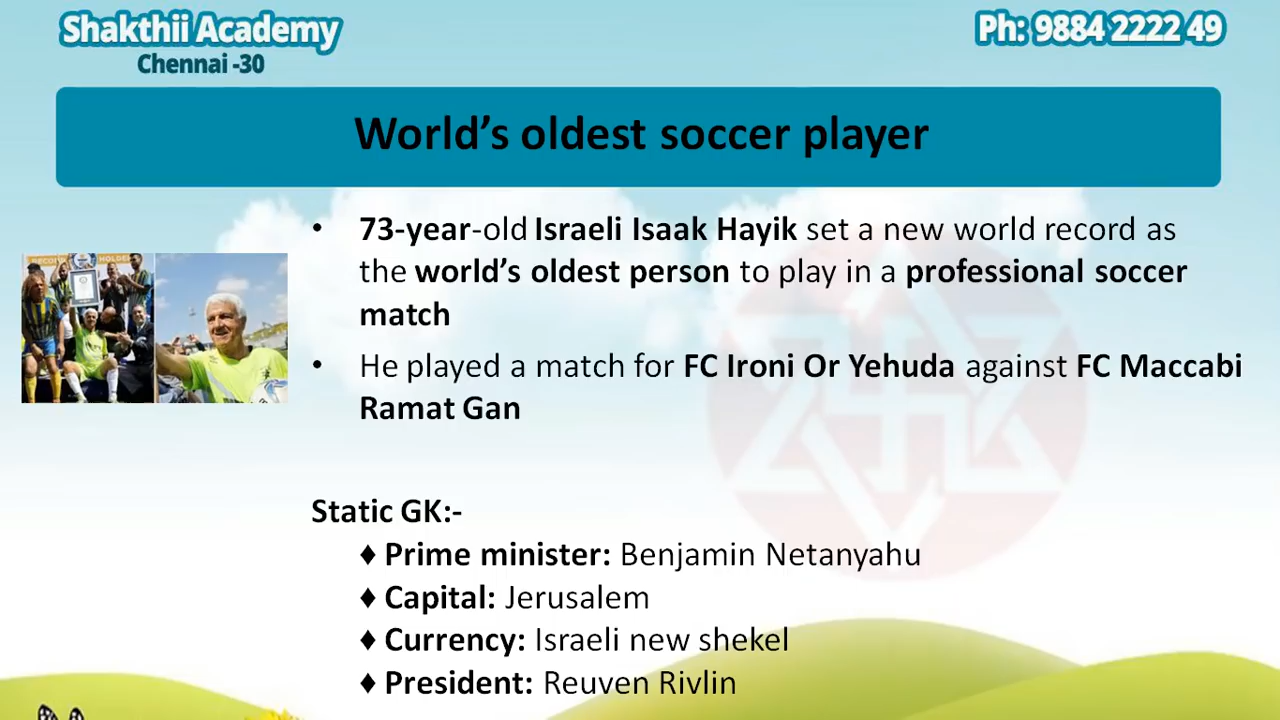 Shakthii Academy
Chennai -30
Ph: 9884 2222 49
World’s oldest soccer player
• 73-year-old Israeli Isaak Hayik set a new world record as
the world’s oldest person to play in a professional soccer
match
• He played a match for FC Ironi Or Yehuda against FC Maccabi
Ramat Gan
Static GK:-
♦ Prime minister: Benjamin Netanyahu
♦ Capital: Jerusalem
♦ Currency: Israeli new shekel
♦ President: Reuven Rivlin